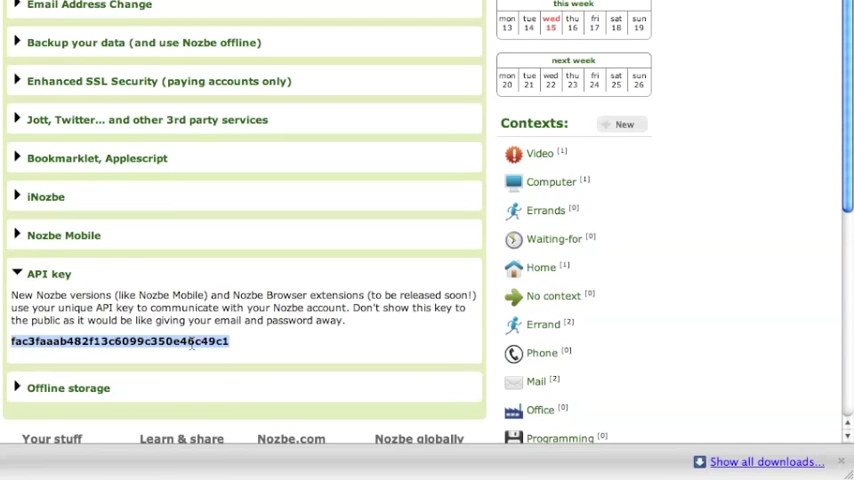 Email Address Change
Backup your data (and use Nozbe offline)
Enhanced SSL Security (paying accounts only)
Jott, Twitter... and other 3rd party services
Bookmarklet, Applescript
iNozbe
Nozbe Mobile
API key
New Nozbe versions (like Nozbe Mobile) and Nozbe Browser extensions (to be released soon!)
use your unique API key to communicate with your Nozbe account. Don't show this key to
the public as it would be like giving your email and password away.
fac3faaab482f13c6099c350e46c49c1
Offline storage
Your stuff Learn & share Nozbe.com Nozbe globally
this week
mon tue wed thu fri sat sun
13 14 15 16 17 18 19
next week
mon tue wed thu fri sat sun
20 21 22 23 24 25 26
Contexts: New
Video [1]
Computer [1]
Errands [0]
Waiting-for [0]
Home [1]
No context [0]
Errand [2]
Phone [0]
Mail [2]
Office [0]
Programming [0]
Show all downloads...